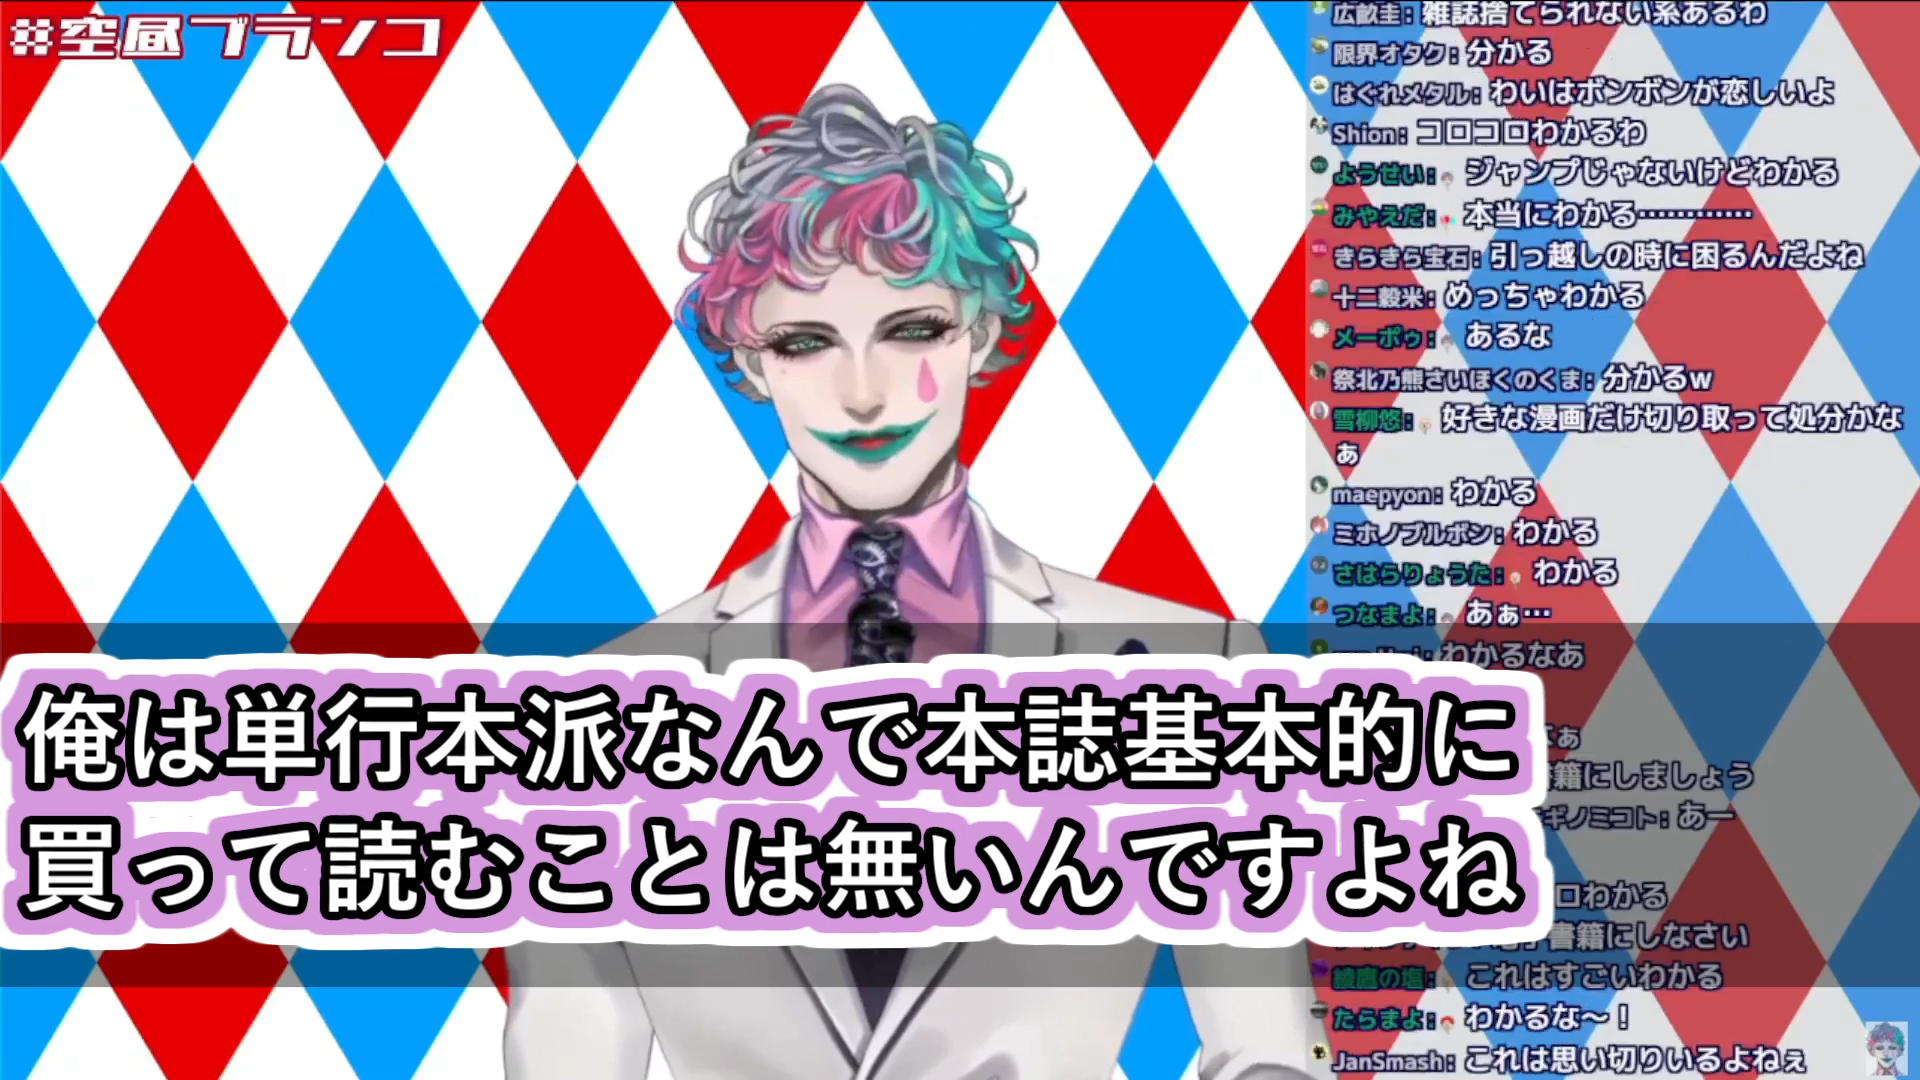 #空昼ブランコ
広畝圭: 雑誌捨てられない系あるわ
限界オタク: 分かる
はぐれメタル: わいはボンボンが恋しいよ
Shion: コロコロわかるわ
ようせい: ジャンプじゃないけどわかる
みやえだ: 本当にわかる…………
きらきら宝石: 引っ越しの時に困るんだよね
十二穀米: めっちゃわかる
メーポゥ: あるな
祭北乃熊さいほくのくま: 分かるw
雪柳悠: 好きな漫画だけ切り取って処分かな
ぁ
maepyon: わかる
ミホノブルボン: わかる
さはらりょうた: わかる
つなまよ: あぁ…
わかるなあ
俺は単行本派なんで本誌基本的に
買って読むことは無いんですよね
籍にしましょう
ギノミコト: あー
ロわかる
書籍にしなさい
綾鷹の塩: これはすごいわかる
たらまよ: わかるな～！
JanSmash: これは思い切りいるよねぇ